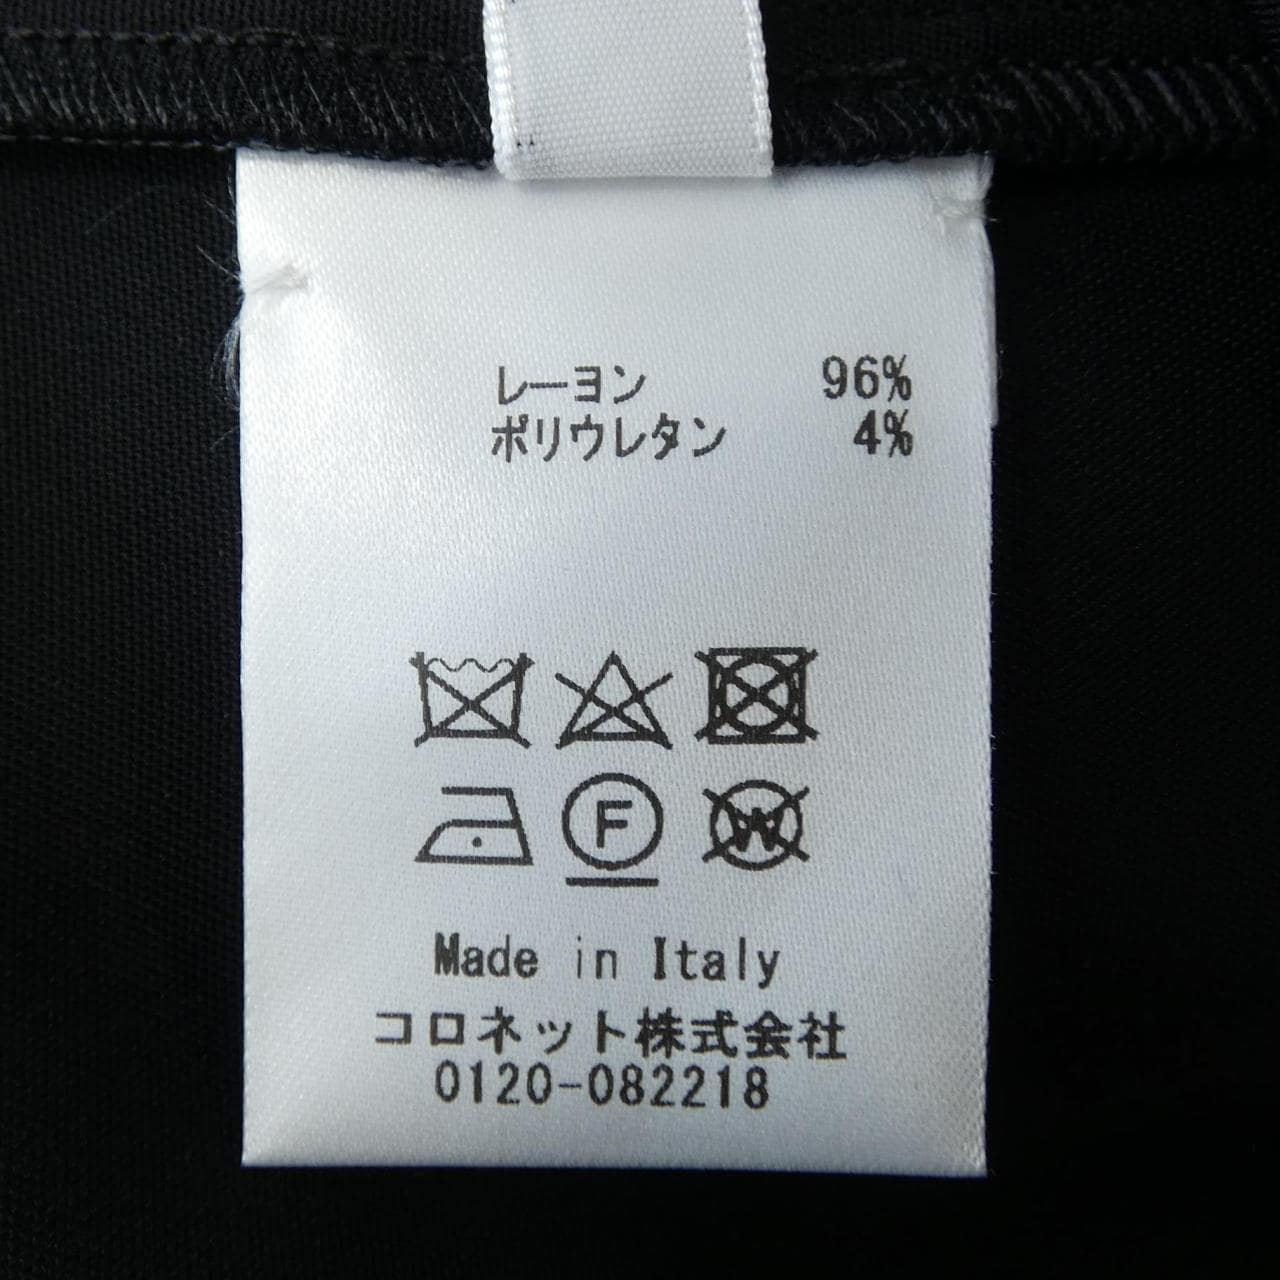 レーヨン 96%
ポリウレタン 4%
F W
Made in Italy
コロネット株式会社
0120-082218